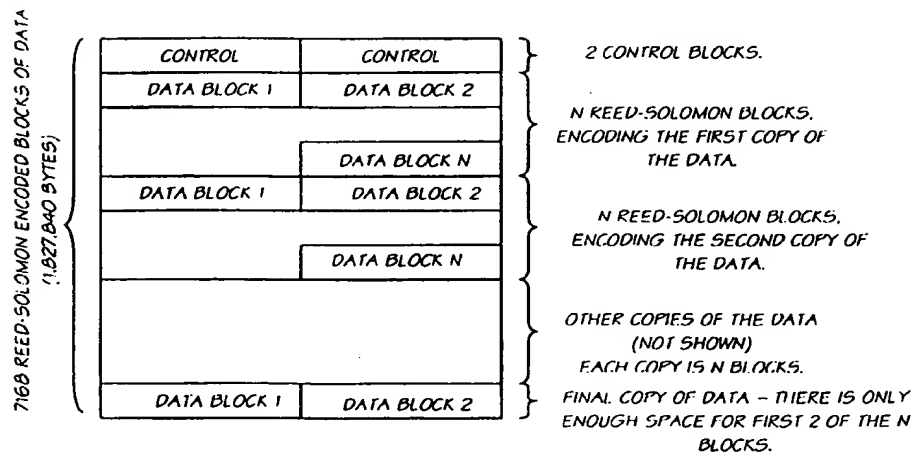 7168 REED-SOLOMON ENCODED BLOCKS OF DATA
(1,827,840 BYTES)
CONTROL CONTROL
2 CONTROL BLOCKS.
DATA BLOCK 1 DATA BLOCK 2
N REED-SOLOMON BLOCKS,
ENCODING THE FIRST COPY OF
THE DATA.
DATA BLOCK N
DATA BLOCK 1 DATA BLOCK 2
N REED-SOLOMON BLOCKS,
ENCODING THE SECOND COPY OF
THE DATA.
DATA BLOCK N
OTHER COPIES OF THE DATA
(NOT SHOWN)
EACH COPY IS N BLOCKS.
DATA BLOCK 1 DATA BLOCK 2
FINAL COPY OF DATA – THERE IS ONLY
ENOUGH SPACE FOR FIRST 2 OF THE N
BLOCKS.